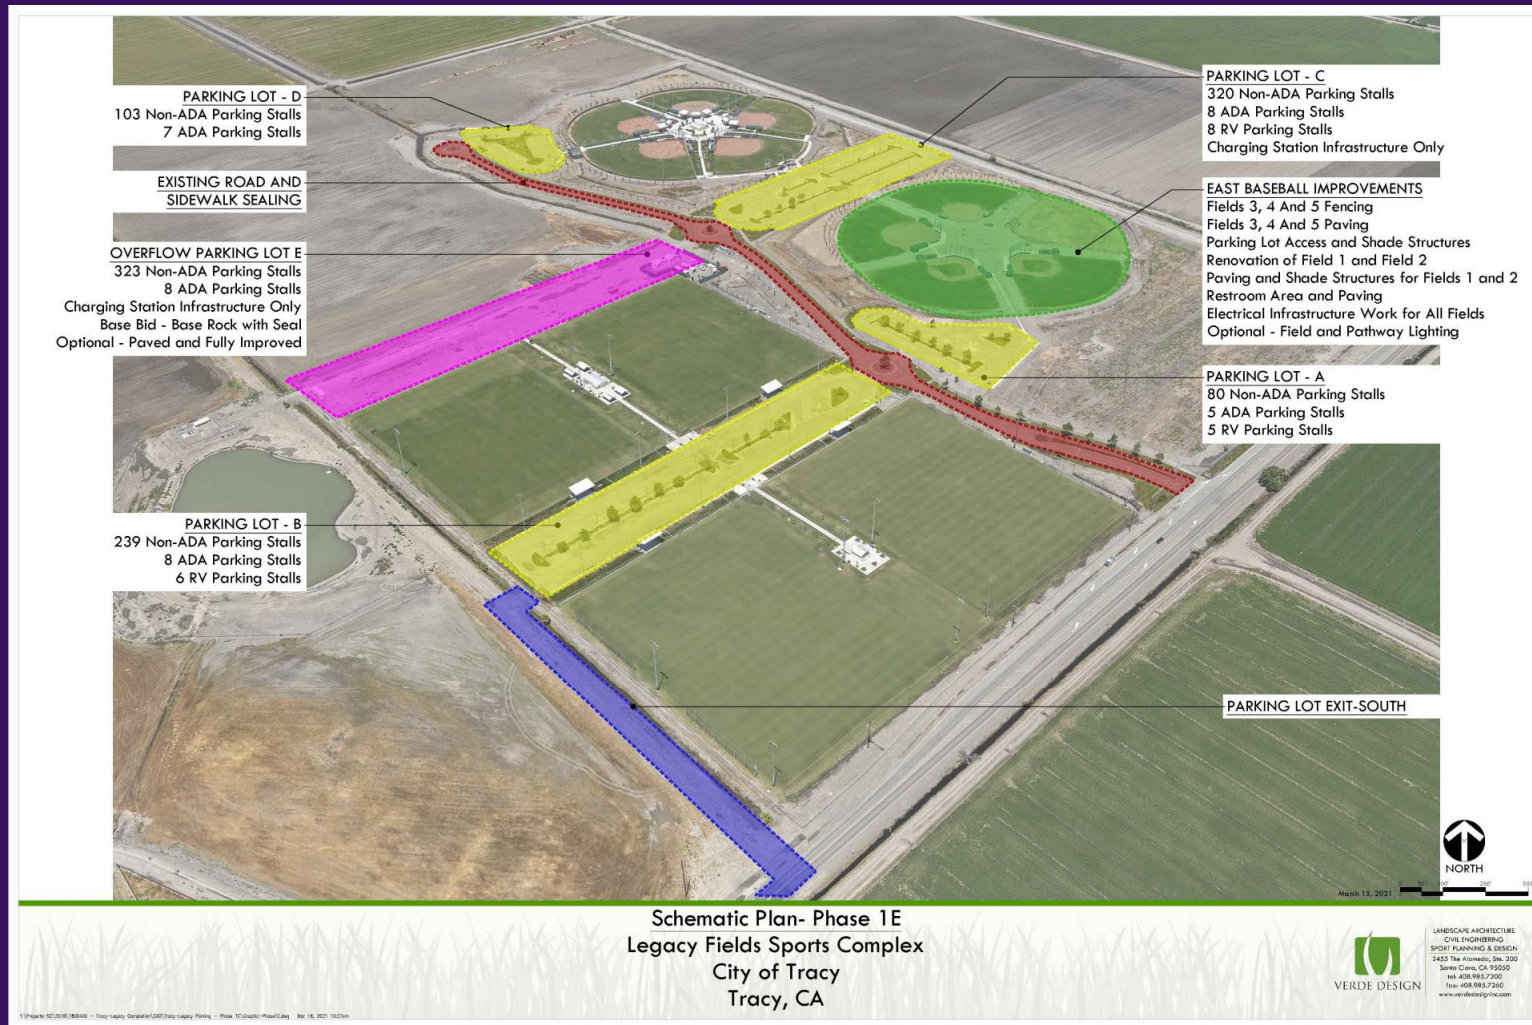 PARKING LOT - D
103 Non-ADA Parking Stalls
7 ADA Parking Stalls
EXISTING ROAD AND
SIDEWALK SEALING
OVERFLOW PARKING LOT E
323 Non-ADA Parking Stalls
8 ADA Parking Stalls
Charging Station Infrastructure Only
Base Bid - Base Rock with Seal
Optional - Paved and Fully Improved
PARKING LOT - B
239 Non-ADA Parking Stalls
8 ADA Parking Stalls
6 RV Parking Stalls
PARKING LOT - C
320 Non-ADA Parking Stalls
8 ADA Parking Stalls
8 RV Parking Stalls
Charging Station Infrastructure Only
EAST BASEBALL IMPROVEMENTS
Fields 3, 4 And 5 Fencing
Fields 3, 4 And 5 Paving
Parking Lot Access and Shade Structures
Renovation of Field 1 and Field 2
Paving and Shade Structures for Fields 1 and 2
Restroom Area and Paving
Electrical Infrastructure Work for All Fields
Optional - Field and Pathway Lighting
PARKING LOT - A
80 Non-ADA Parking Stalls
5 ADA Parking Stalls
5 RV Parking Stalls
PARKING LOT EXIT-SOUTH
NORTH
March 15, 2021
Schematic Plan- Phase 1E
Legacy Fields Sports Complex
City of Tracy
Tracy, CA
VERDE DESIGN
LANDSCAPE ARCHITECTURE
CIVIL ENGINEERING
SPORT PLANNING & DESIGN
2455 The Alameda, Ste. 200
Santa Clara, CA 95050
tel: 408.985.7200
fax: 408.985.7260
www.verdedesigninc.com